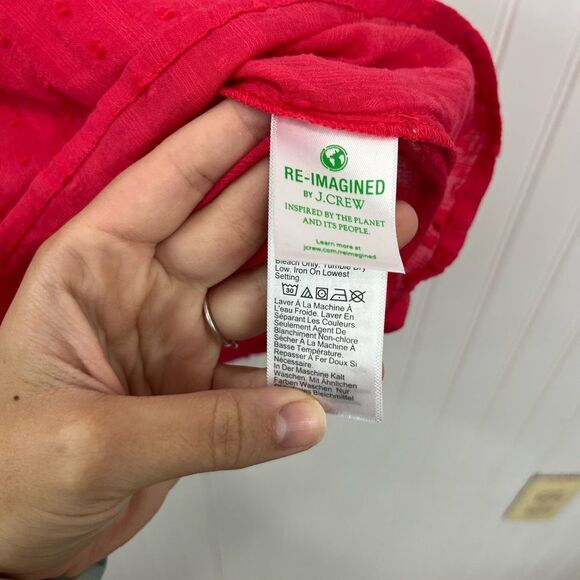 RE-IMAGINED
BY J.CREW
INSPIRED BY THE PLANET
AND ITS PEOPLE.
Learn more at
jcrew.com/reimagined
Bleach Only. Tumble Dry
Low. Iron On Lowest
Setting.
30
Laver À La Machine À
L'eau Froide. Laver En
Séparant Les Couleurs.
Seulement Agent De
Blanchiment Non-chlore
Sécher À La Machine À
Basse Température.
Repasser À Fer Doux Si
Nécessaire.
In Der Maschine Kalt
Waschen. Mit Ähnlichen
Farben Waschen. Nur
Bleichmittel